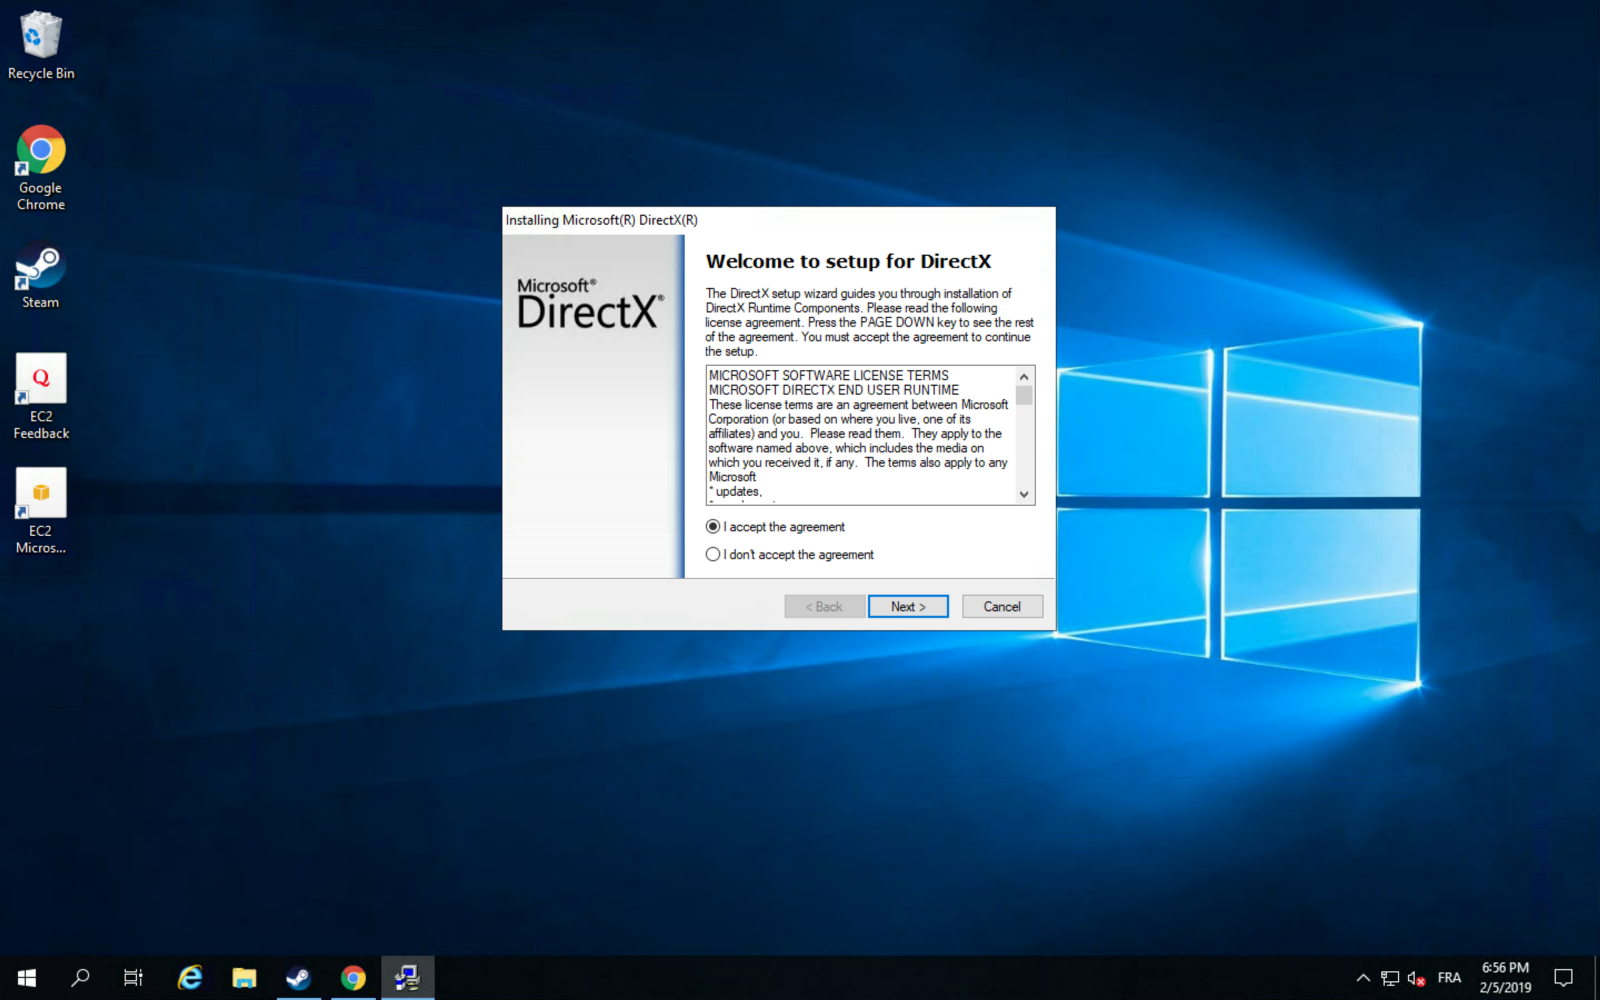 Recycle Bin
Google
Chrome
Steam
Q
EC2
Feedback
EC2
Micros...
Installing Microsoft(R) DirectX(R)
Microsoft®
DirectX®
Welcome to setup for DirectX
The DirectX setup wizard guides you through installation of
DirectX Runtime Components. Please read the following
license agreement. Press the PAGE DOWN key to see the rest
of the agreement. You must accept the agreement to continue
the setup.
MICROSOFT SOFTWARE LICENSE TERMS
MICROSOFT DIRECTX END USER RUNTIME
These license terms are an agreement between Microsoft
Corporation (or based on where you live, one of its
affiliates) and you.  Please read them.  They apply to the
software named above, which includes the media on
which you received it, if any.  The terms also apply to any
Microsoft
* updates,
I accept the agreement
I don't accept the agreement
< Back
Next >
Cancel
FRA
6:56 PM
2/5/2019